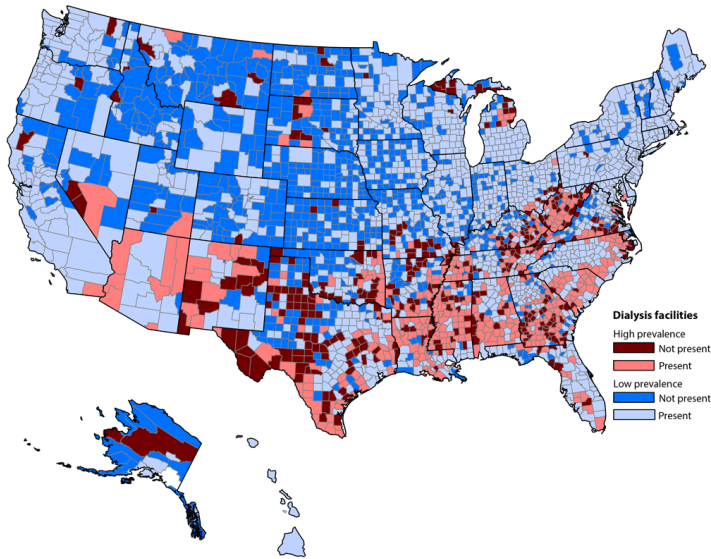 Dialysis facilities
High prevalence
Not present
Present
Low prevalence
Not present
Present